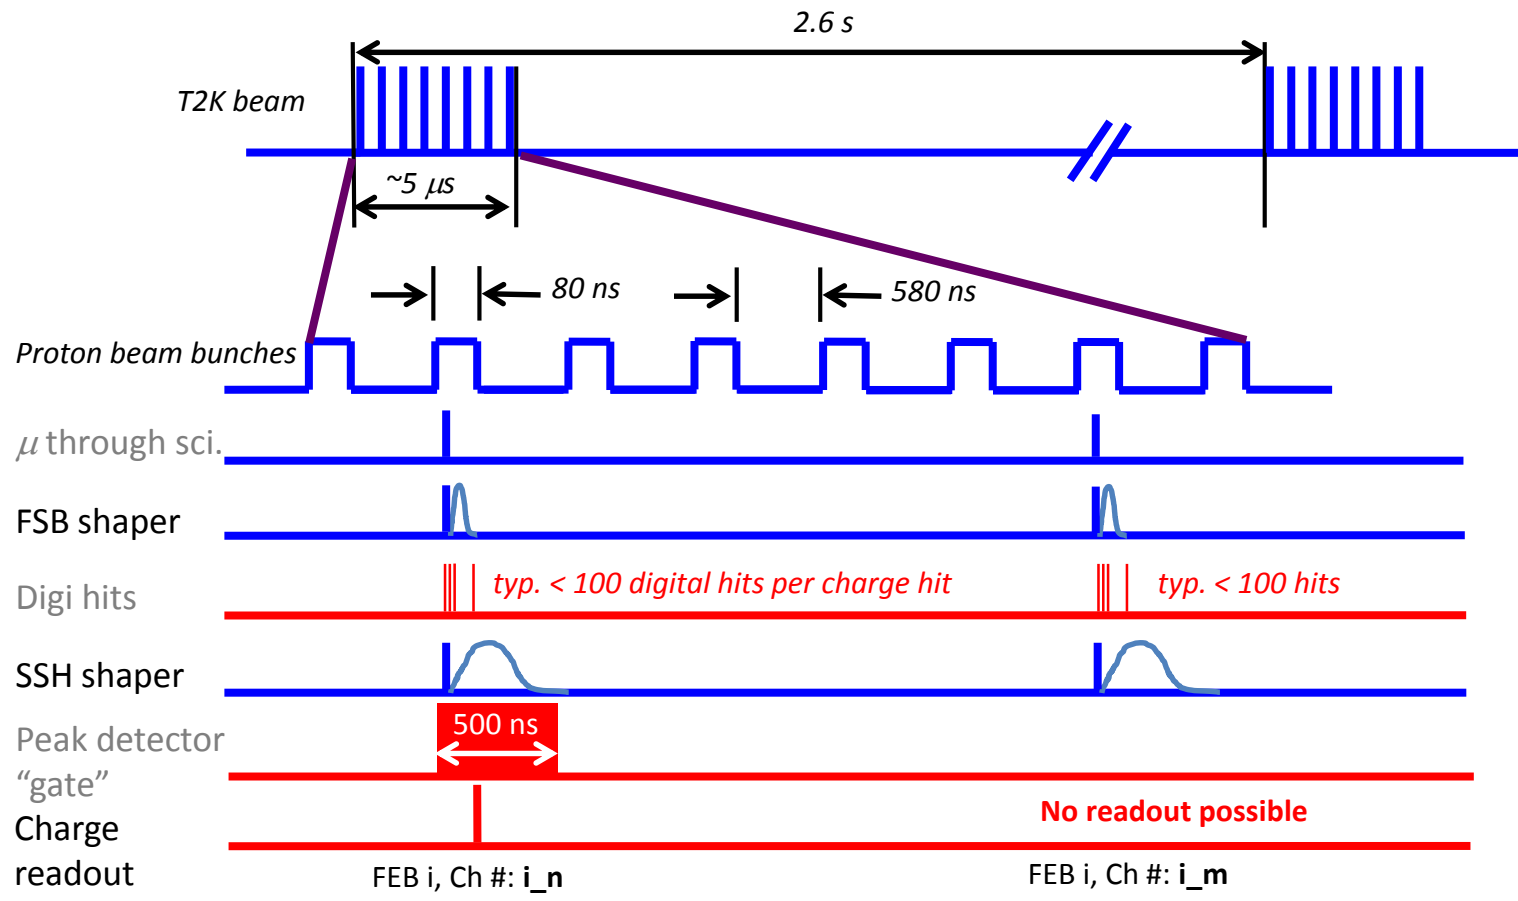 2.6 s
T2K beam
~5 μs
80 ns
580 ns
Proton beam bunches
μ through sci.
FSB shaper
Digi hits
typ. < 100 digital hits per charge hit
typ. < 100 hits
SSH shaper
500 ns
Peak detector
“gate”
No readout possible
Charge
readout
FEB i, Ch #: i_n
FEB i, Ch #: i_m